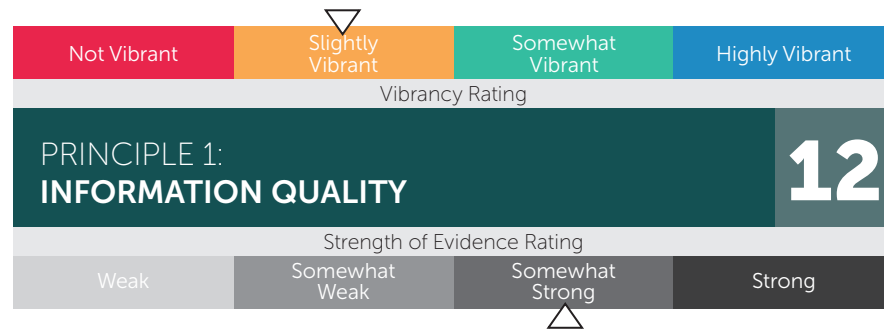 Not Vibrant
Slightly
Vibrant
Somewhat
Vibrant
Highly Vibrant
Vibrancy Rating
PRINCIPLE 1:
INFORMATION QUALITY
12
Strength of Evidence Rating
Weak
Somewhat
Weak
Somewhat
Strong
Strong